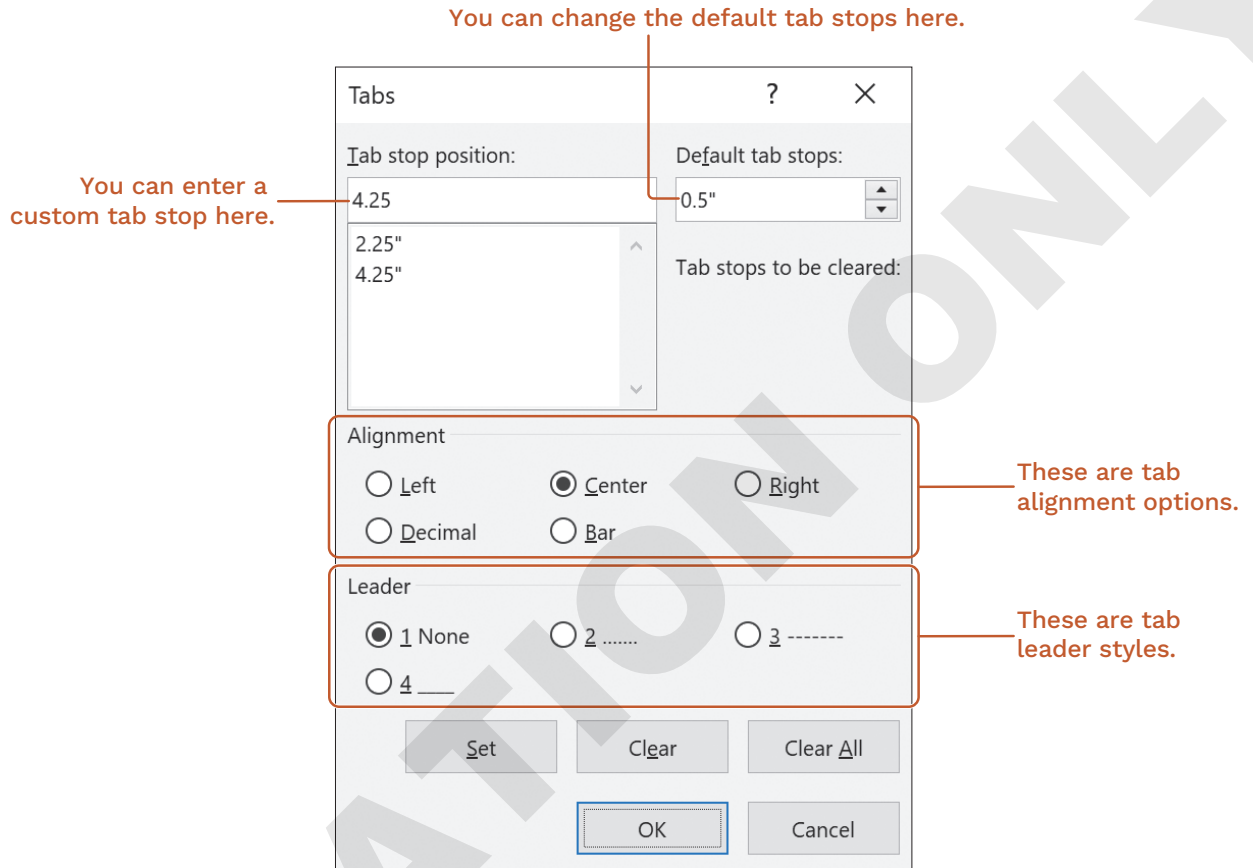 You can change the default tab stops here.
Tabs ? ✕
Tab stop position: Default tab stops:
You can enter a
custom tab stop here.
4.25 0.5"
2.25"
4.25"
Tab stops to be cleared:
Alignment
Left Center Right
Decimal Bar
These are tab
alignment options.
Leader
1 None 2 ....... 3 -------
4 ____
These are tab
leader styles.
Set Clear Clear All
OK Cancel
ATION ONLY